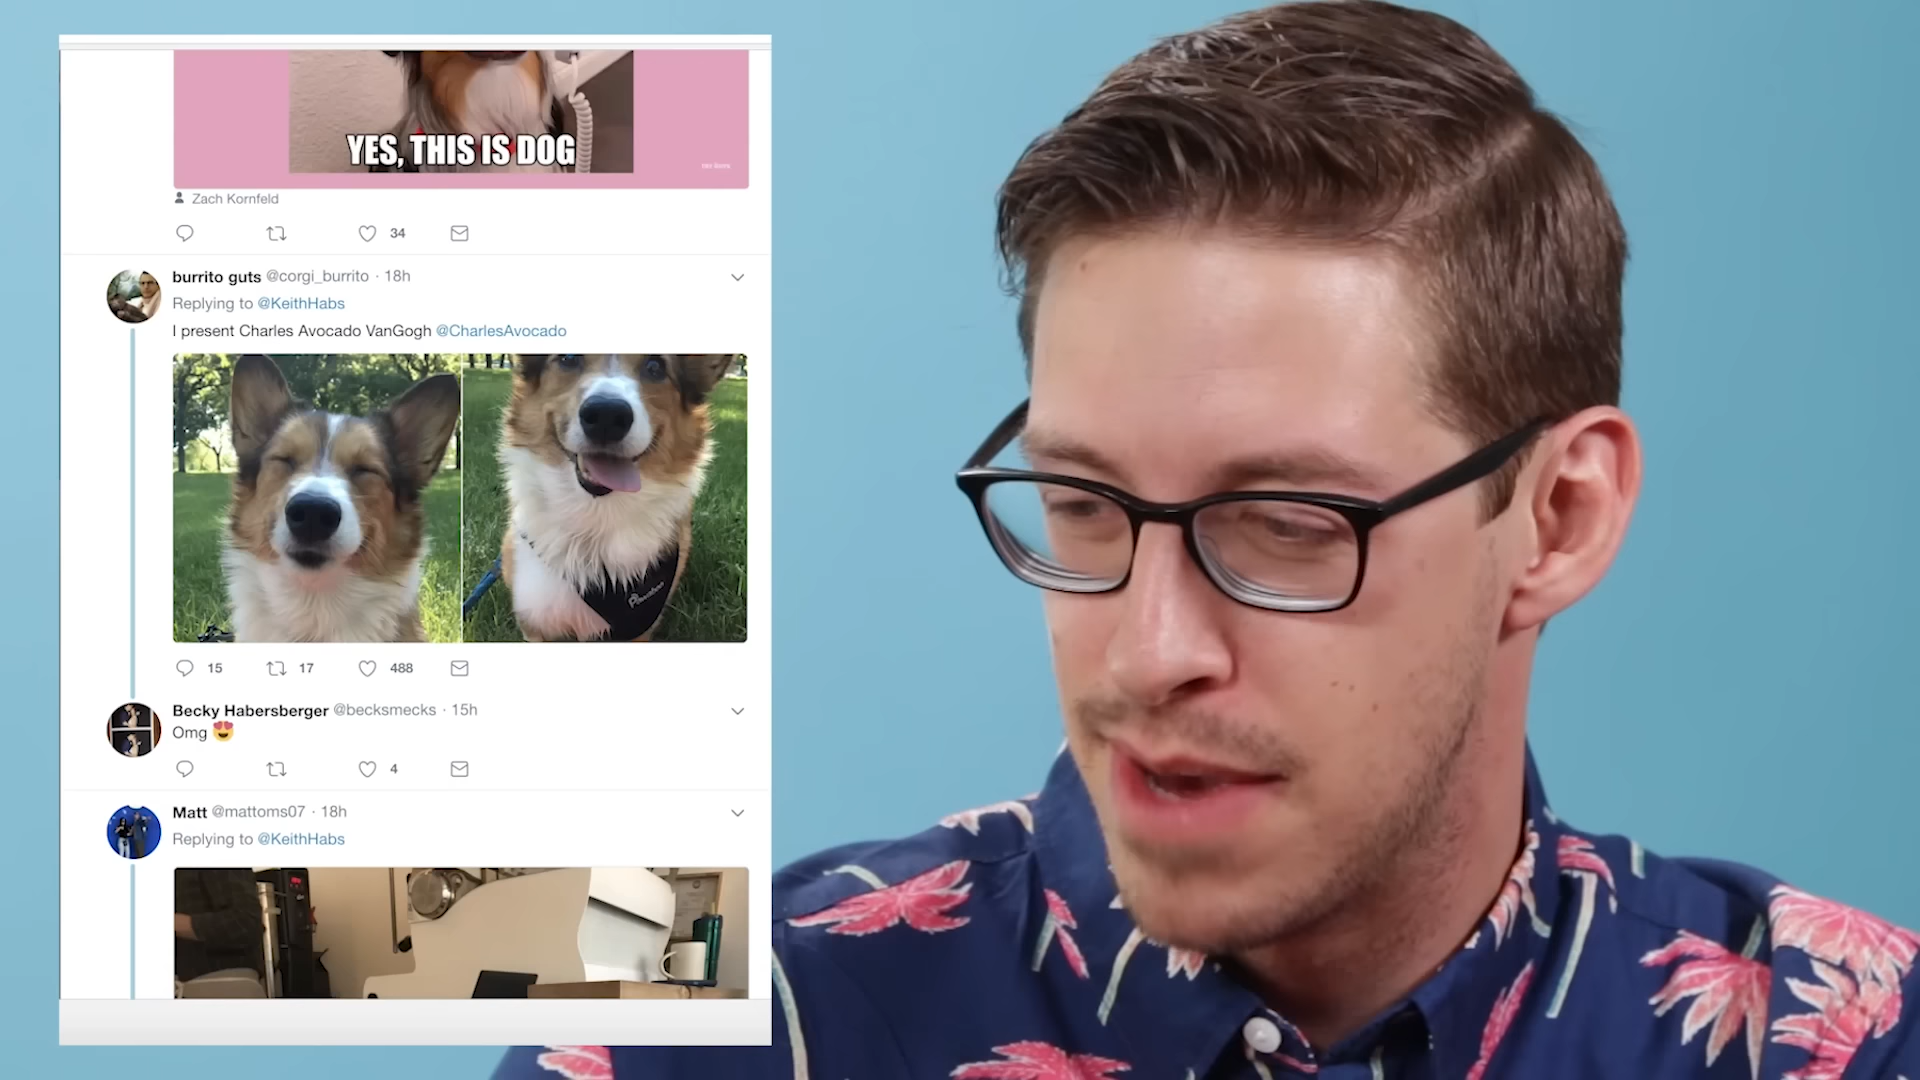 YES, THIS IS DOG
Zach Kornfeld
34
burrito guts @corgi_burrito · 18h
Replying to @KeithHabs
I present Charles Avocado VanGogh @CharlesAvocado
15 17 488
Becky Habersberger @becksmecks · 15h
Omg 😍
4
Matt @mattoms07 · 18h
Replying to @KeithHabs